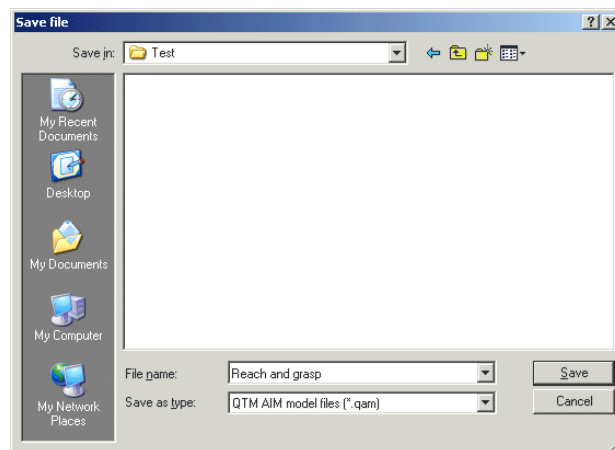 Save file
Save in: Test
My Recent
Documents
Desktop
My Documents
My Computer
My Network
Places
File name: Reach and grasp
Save as type: QTM AIM model files (*.qam)
Save
Cancel